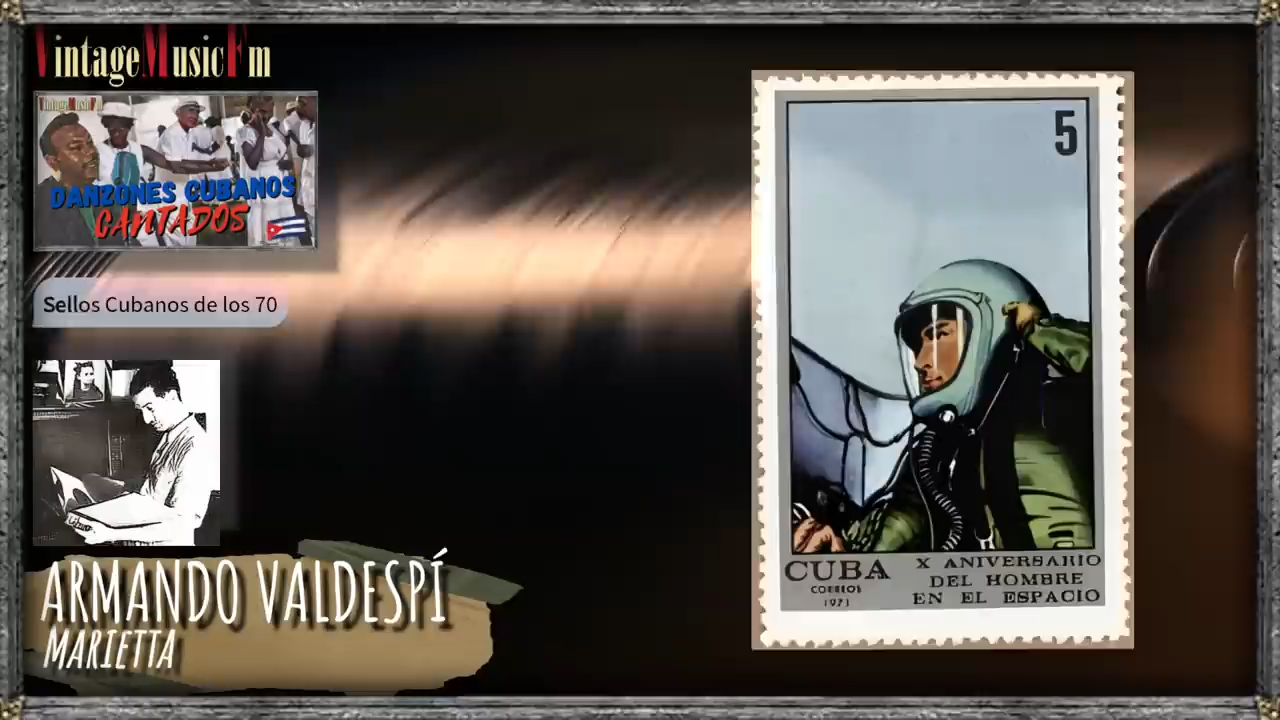 VintageMusicFm
VintageMusicFm
DANZONES CUBANOS
CANTADOS
Sellos Cubanos de los 70
ARMANDO VALDESPÍ
MARIETTA
5
CUBA
CORREOS
1971
X ANIVERSARIO
DEL HOMBRE
EN EL ESPACIO